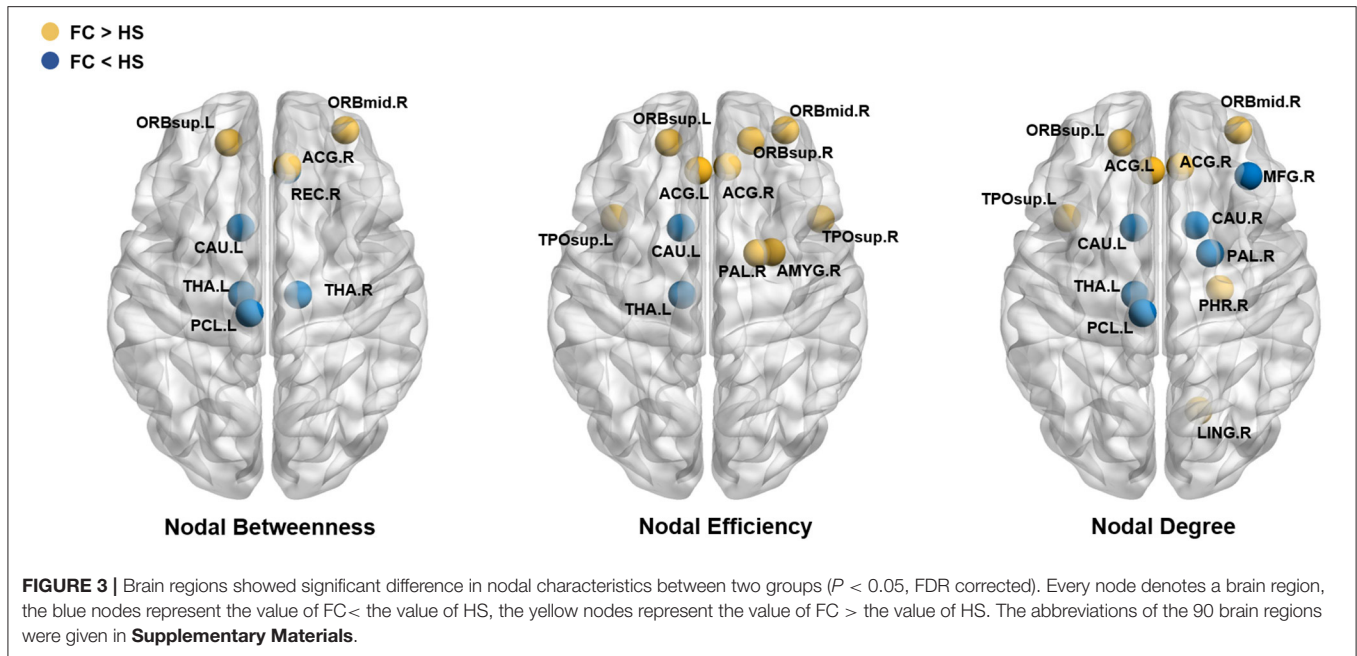 FC > HS
FC < HS
ORBmid.R
ORBsup.L
ACG.R
REC.R
CAU.L
THA.L
THA.R
PCL.L
Nodal Betweenness
ORBsup.L
ORBmid.R
ORBsup.R
ACG.L
ACG.R
TPOsup.L
TPOsup.R
CAU.L
PAL.R
AMYG.R
THA.L
Nodal Efficiency
ORBmid.R
ORBsup.L
ACG.L
ACG.R
MFG.R
TPOsup.L
CAU.R
CAU.L
PAL.R
THA.L
PHR.R
PCL.L
LING.R
Nodal Degree
FIGURE 3 | Brain regions showed significant difference in nodal characteristics between two groups (P < 0.05, FDR corrected). Every node denotes a brain region,
the blue nodes represent the value of FC< the value of HS, the yellow nodes represent the value of FC > the value of HS. The abbreviations of the 90 brain regions
were given in Supplementary Materials.